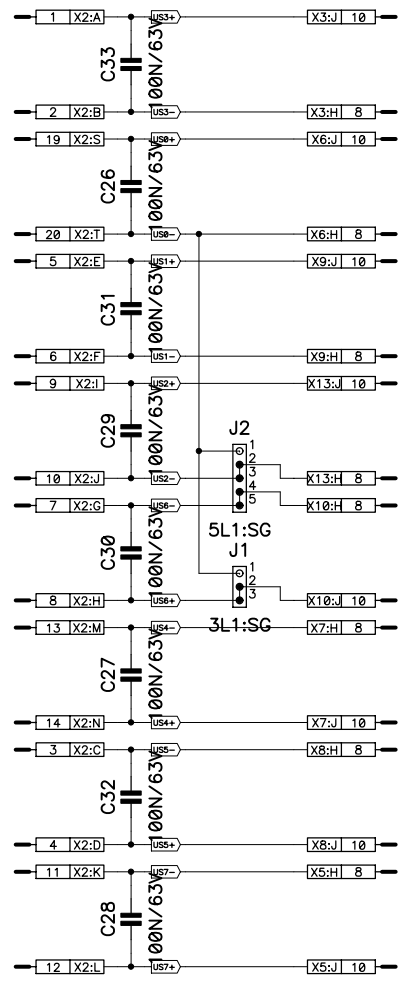 1 X2:A US3+ X3:J 10
C33 100N/63V
2 X2:B US3- X3:H 8
19 X2:S US0+ X6:J 10
C26 100N/63V
20 X2:T US0- X6:H 8
5 X2:E US1+ X9:J 10
C31 100N/63V
6 X2:F US1- X9:H 8
9 X2:I US2+ X13:J 10
C29 100N/63V
J2
1
2
3
4
5
10 X2:J US2- X13:H 8
7 X2:G US6- X10:H 8
5L1:SG
C30 100N/63V
J1
1
2
3
8 X2:H US6+ X10:J 10
3L1:SG
13 X2:M US4- X7:H 8
C27 100N/63V
14 X2:N US4+ X7:J 10
3 X2:C US5- X8:H 8
C32 100N/63V
4 X2:D US5+ X8:J 10
11 X2:K US7- X5:H 8
C28 100N/63V
12 X2:L US7+ X5:J 10